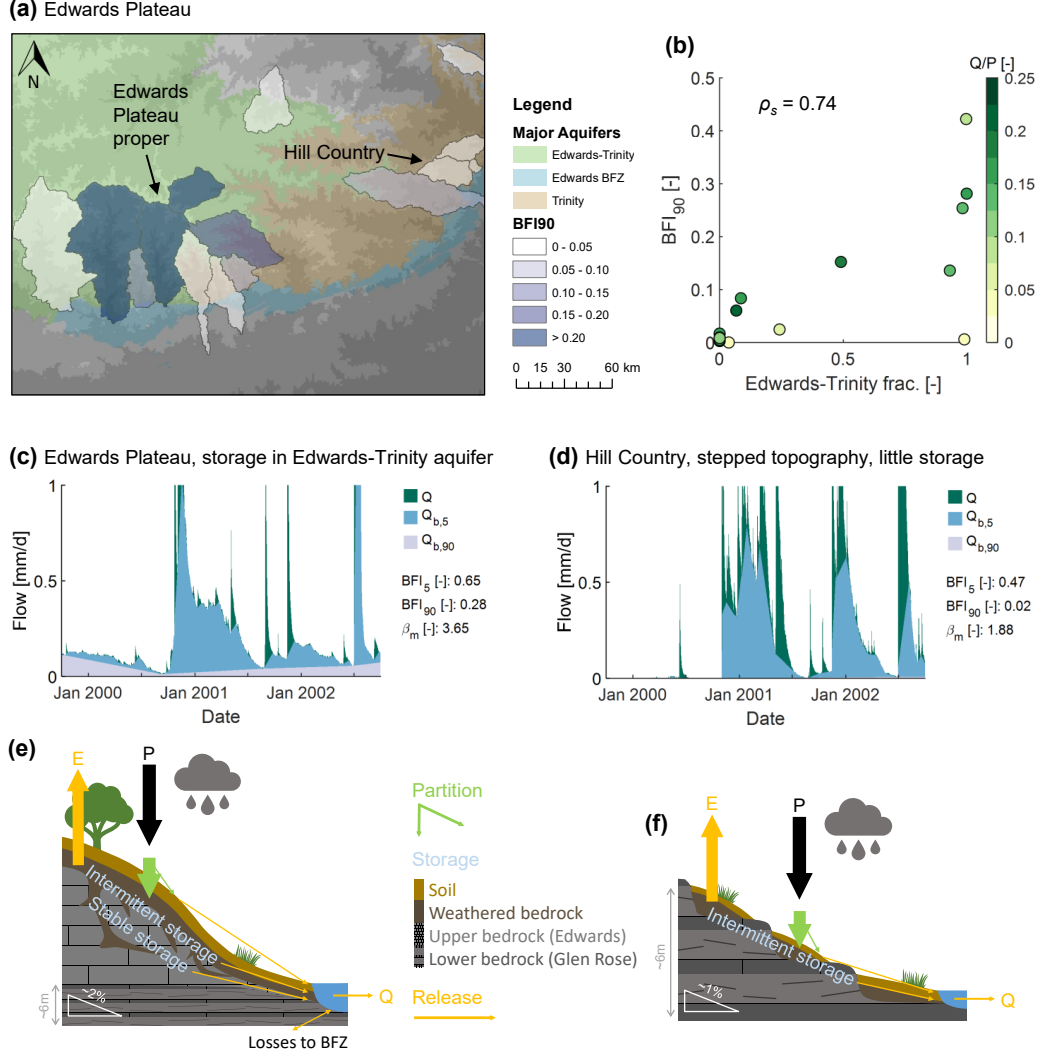 (a) Edwards Plateau
N
Edwards
Plateau
proper
Hill Country
Legend
Major Aquifers
Edwards-Trinity
Edwards BFZ
Trinity
BFI90
0 - 0.05
0.05 - 0.10
0.10 - 0.15
0.15 - 0.20
> 0.20
0 15 30 60 km
(b)
Q/P [-]
ρs = 0.74
0.5
0.4
0.3
0.2
0.1
0
BFI90 [-]
0 0.5 1
Edwards-Trinity frac. [-]
0.25
0.2
0.15
0.1
0.05
0
(c) Edwards Plateau, storage in Edwards-Trinity aquifer
1
0.5
0
Flow [mm/d]
Jan 2000 Jan 2001 Jan 2002
Date
Q
Qb,5
Qb,90
BFI5 [-]: 0.65
BFI90 [-]: 0.28
βm [-]: 3.65
(d) Hill Country, stepped topography, little storage
1
0.5
0
Flow [mm/d]
Jan 2000 Jan 2001 Jan 2002
Date
Q
Qb,5
Qb,90
BFI5 [-]: 0.47
BFI90 [-]: 0.02
βm [-]: 1.88
(e)
E
P
Intermittent storage
Stable storage
~6m
~2%
Q
Losses to BFZ
Partition
Storage
Soil
Weathered bedrock
Upper bedrock (Edwards)
Lower bedrock (Glen Rose)
Release
(f)
E
P
Intermittent storage
~6m
~1%
Q